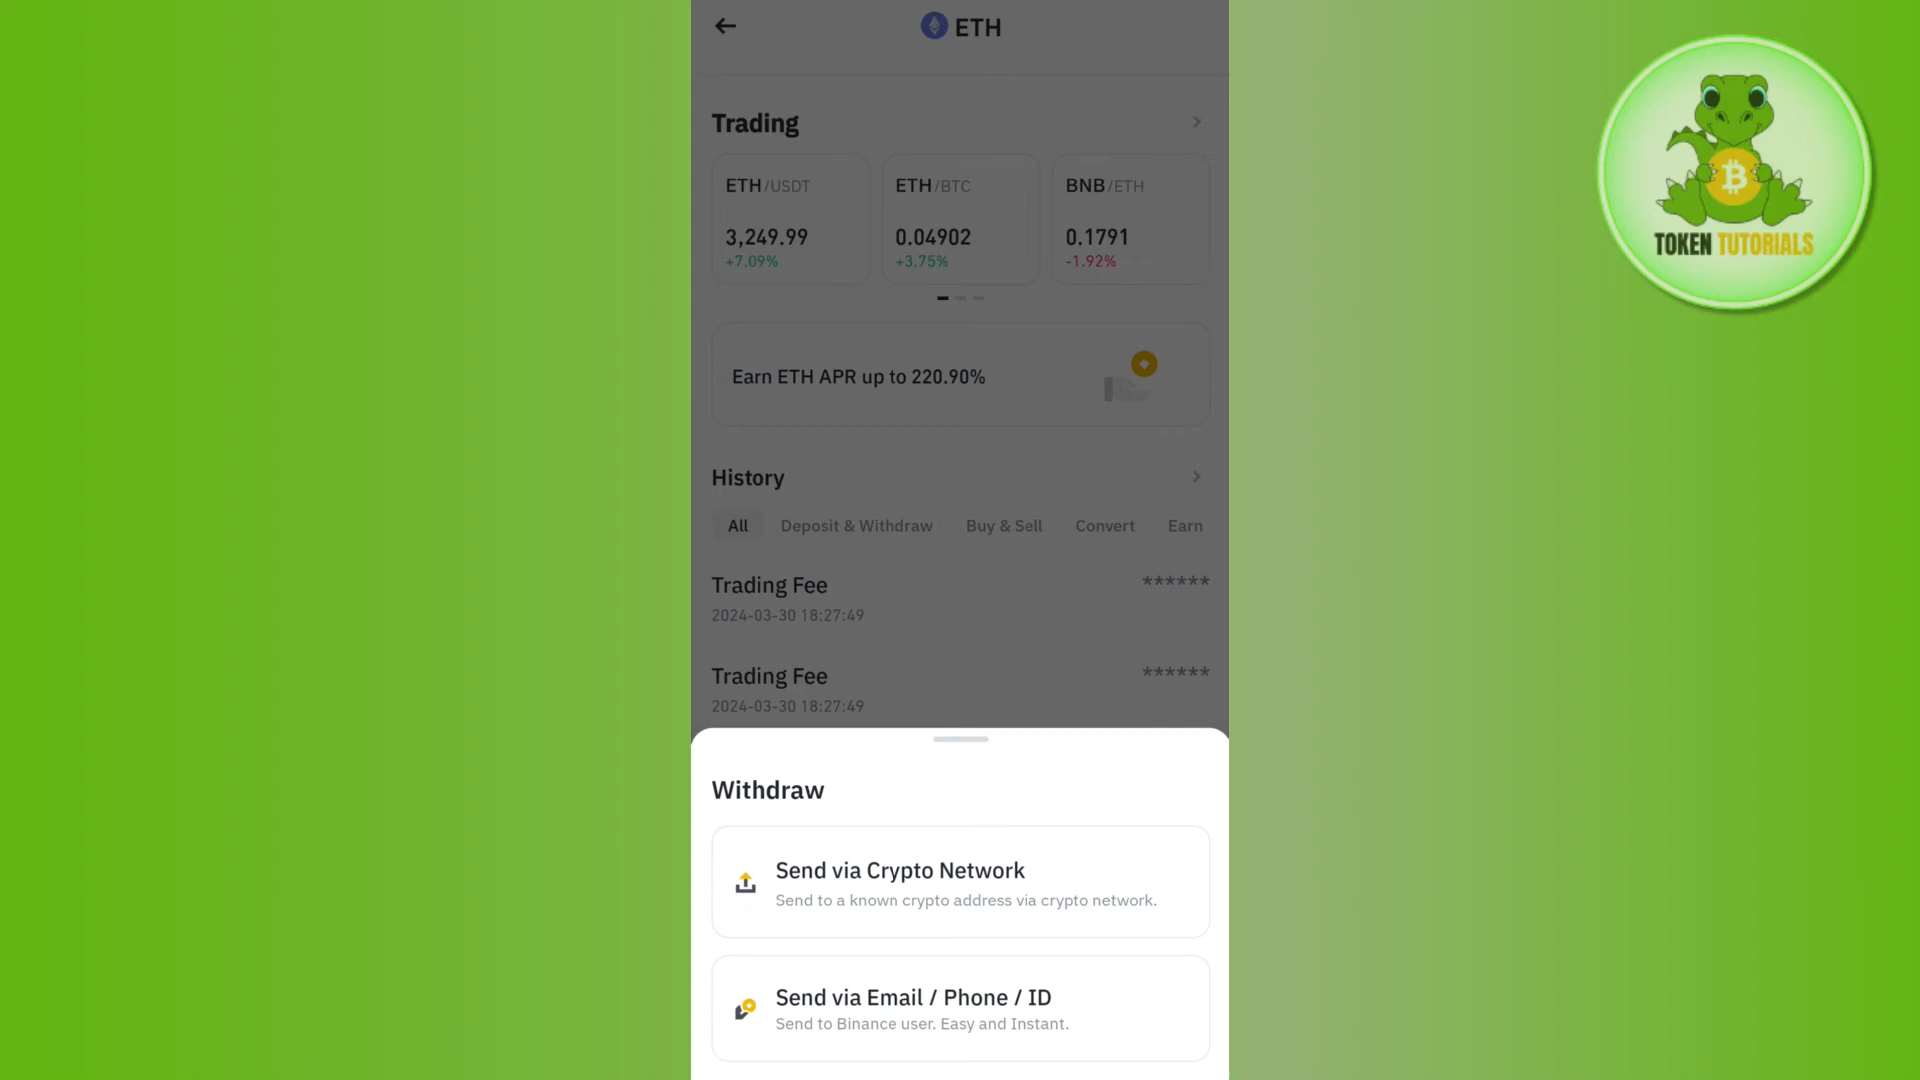 ETH
Trading
ETH/USDT
ETH/BTC
BNB/ETH
3,249.99
0.04902
0.1791
+7.09%
+3.75%
-1.92%
Earn ETH APR up to 220.90%
History
All
Deposit & Withdraw
Buy & Sell
Convert
Earn
Trading Fee
******
2024-03-30 18:27:49
Trading Fee
******
2024-03-30 18:27:49
Withdraw
Send via Crypto Network
Send to a known crypto address via crypto network.
Send via Email / Phone / ID
Send to Binance user. Easy and Instant.
TOKEN TUTORIALS